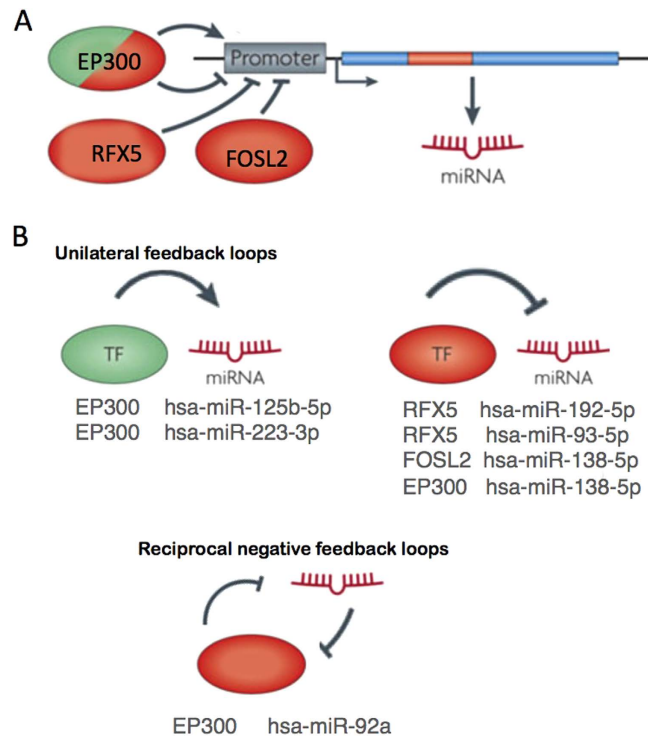 A
EP300
Promoter
RFX5
FOSL2
miRNA
B
Unilateral feedback loops
TF
miRNA
EP300 hsa-miR-125b-5p
EP300 hsa-miR-223-3p
TF
miRNA
RFX5 hsa-miR-192-5p
RFX5 hsa-miR-93-5p
FOSL2 hsa-miR-138-5p
EP300 hsa-miR-138-5p
Reciprocal negative feedback loops
EP300 hsa-miR-92a